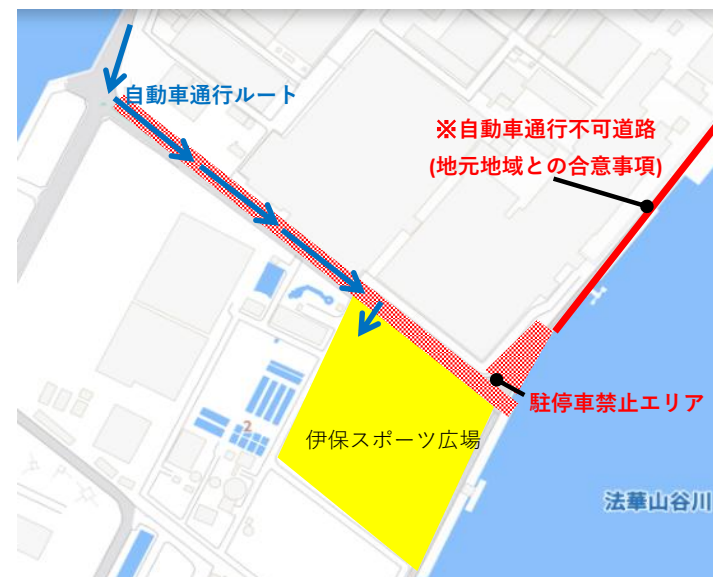 自動車通行ルート
※自動車通行不可道路
(地元地域との合意事項)
駐停車禁止エリア
2
伊保スポーツ広場
法華山谷川